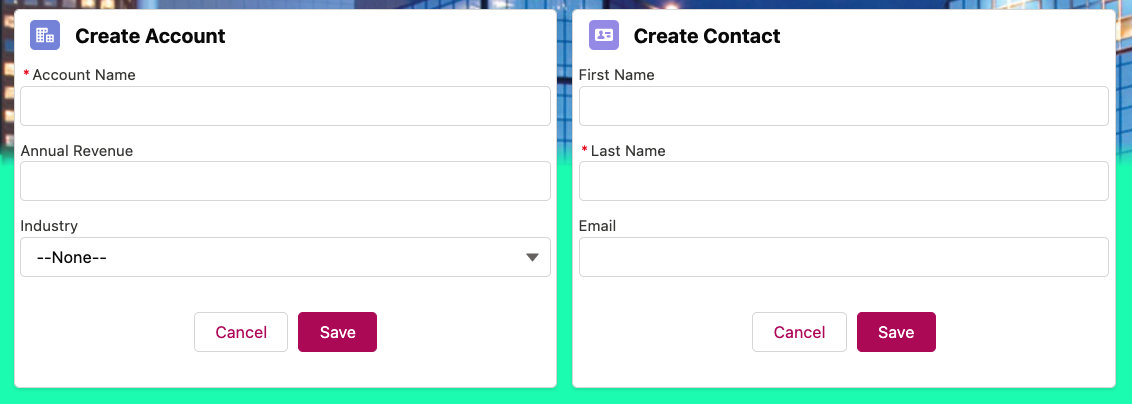 Create Account
* Account Name
Annual Revenue
Industry
--None--
Cancel Save
Create Contact
First Name
* Last Name
Email
Cancel Save